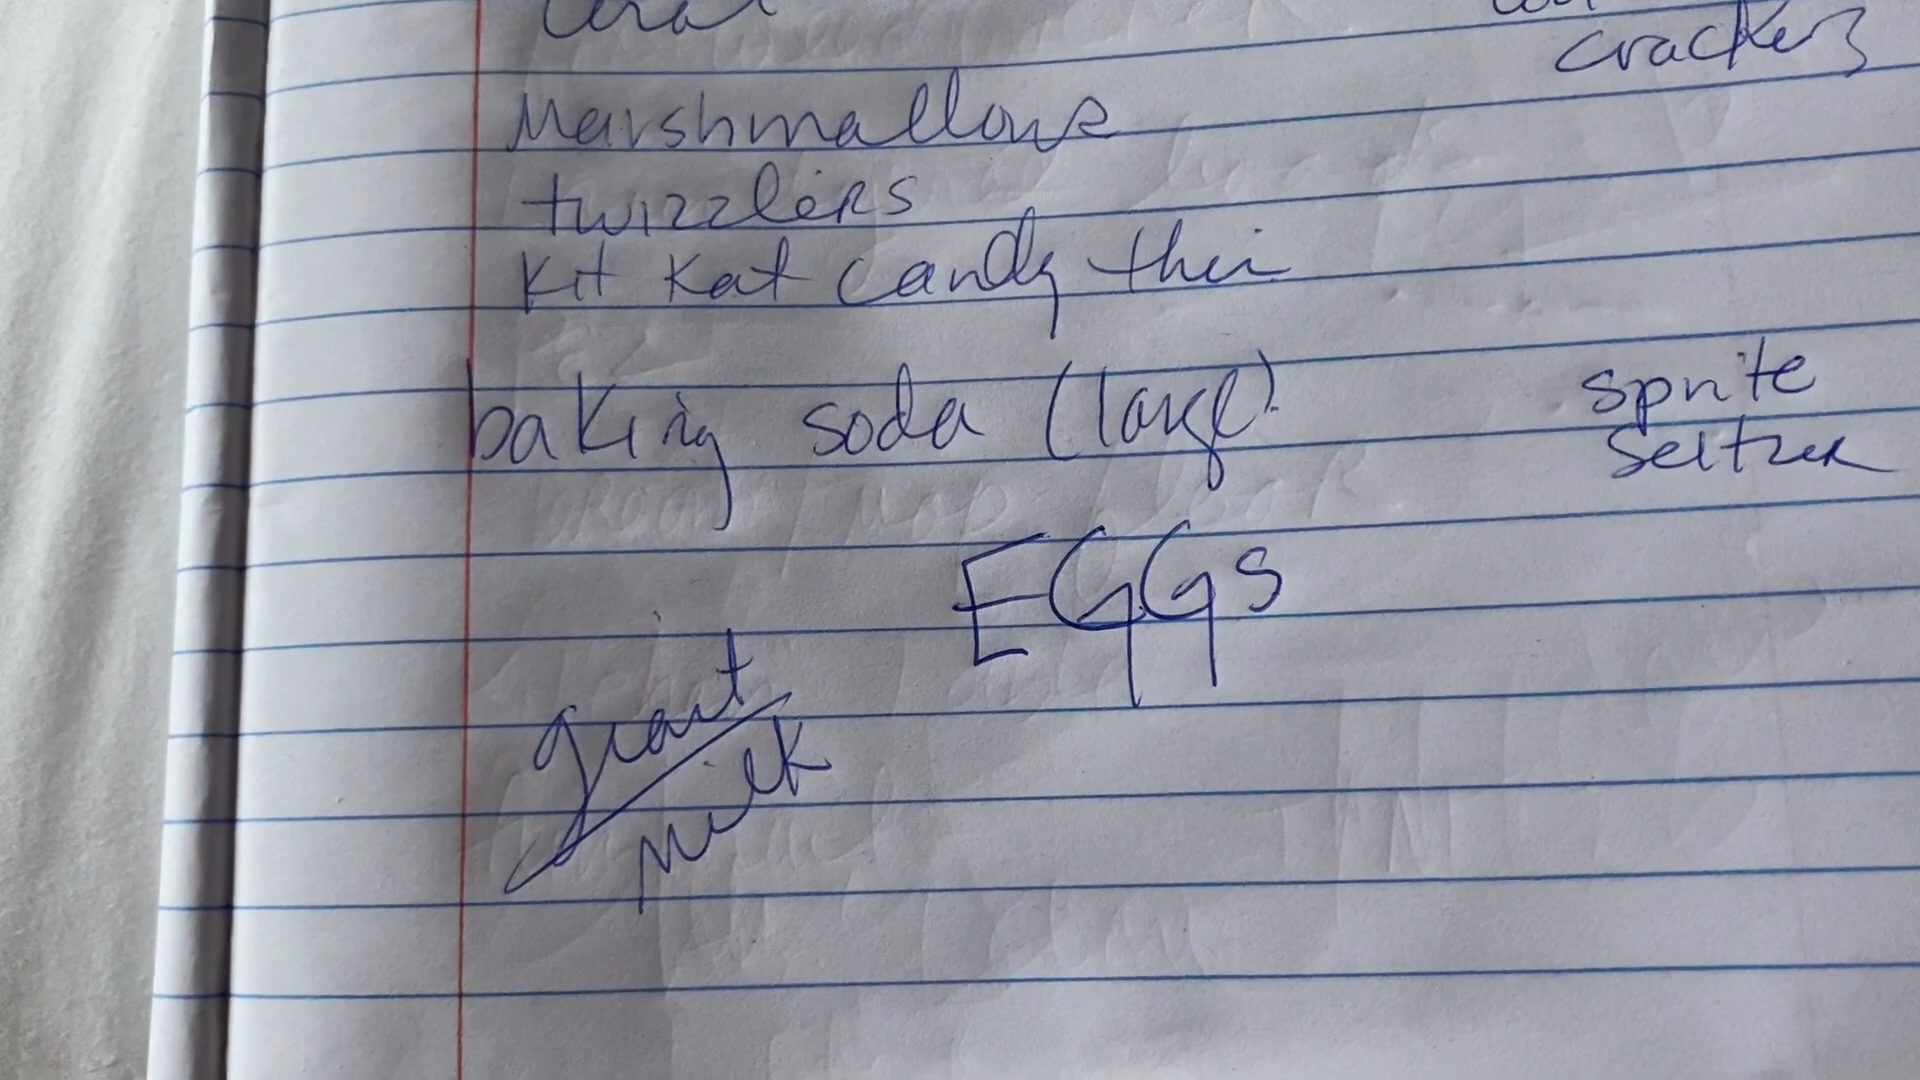 crackers
Marshmallows
twizzlers
Kit Kat candy thin
baking soda (large)
sprite
seltzer
EGGs
giant
milk